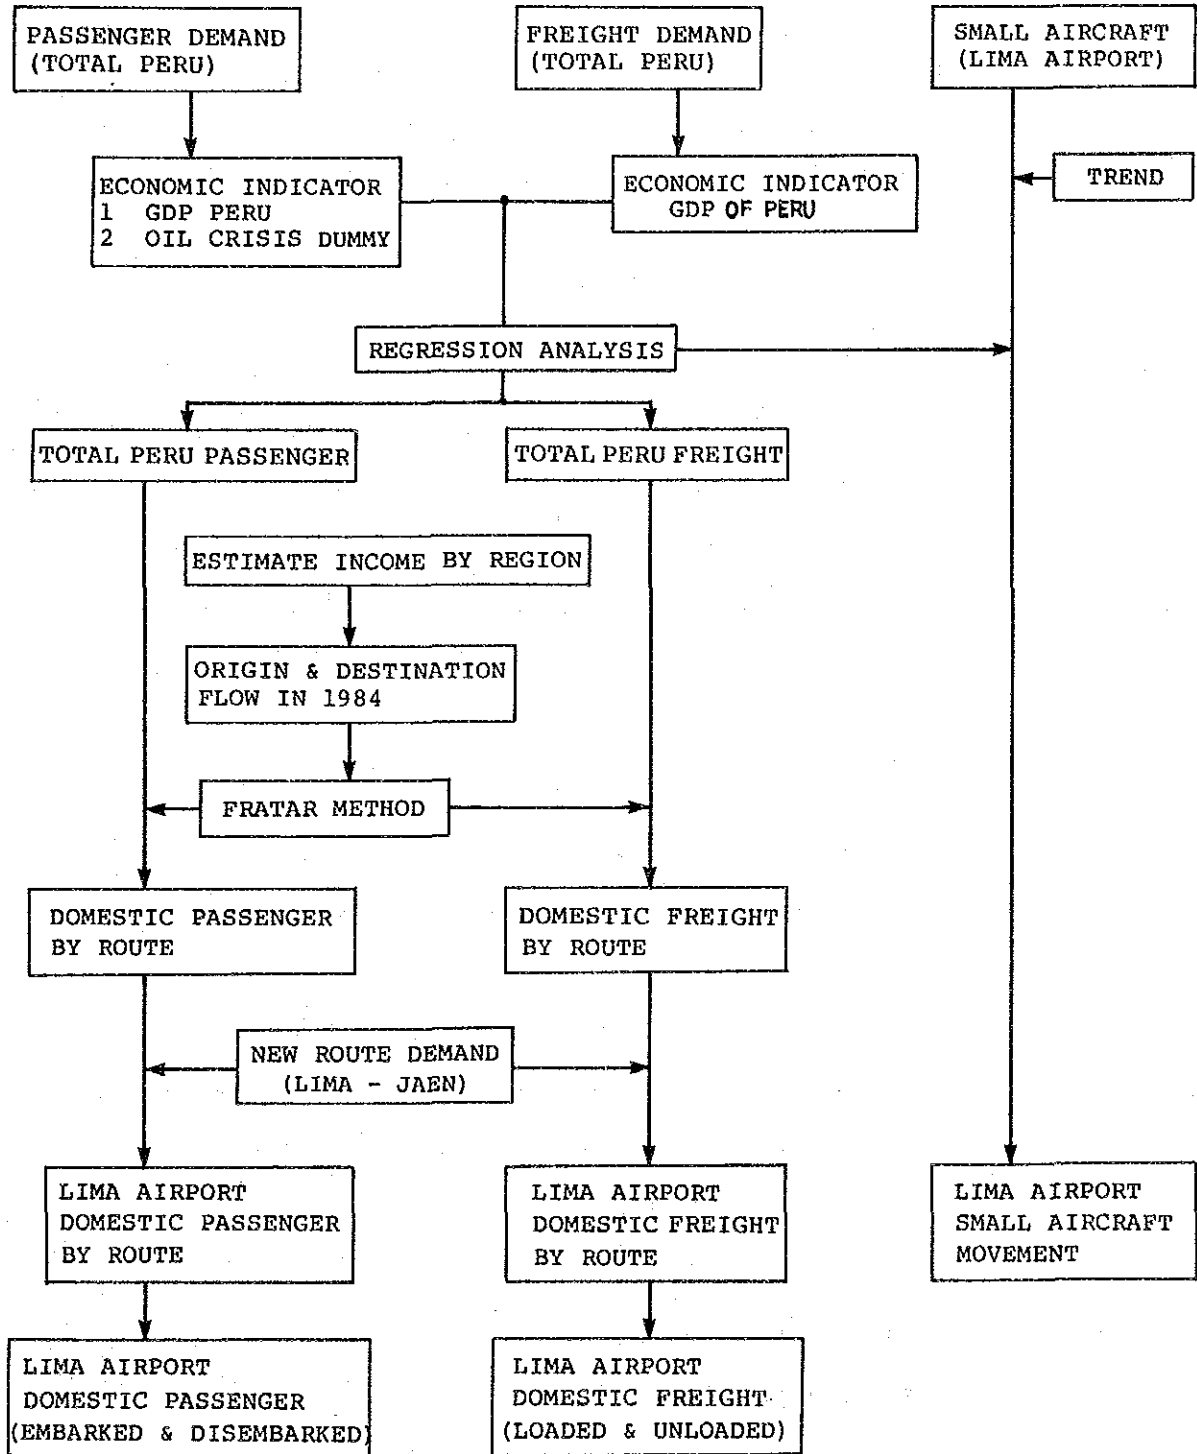 PASSENGER DEMAND
(TOTAL PERU)
FREIGHT DEMAND
(TOTAL PERU)
SMALL AIRCRAFT
(LIMA AIRPORT)
ECONOMIC INDICATOR
1 GDP PERU
2 OIL CRISIS DUMMY
ECONOMIC INDICATOR
GDP OF PERU
TREND
REGRESSION ANALYSIS
TOTAL PERU PASSENGER
TOTAL PERU FREIGHT
ESTIMATE INCOME BY REGION
ORIGIN & DESTINATION
FLOW IN 1984
FRATAR METHOD
DOMESTIC PASSENGER
BY ROUTE
DOMESTIC FREIGHT
BY ROUTE
NEW ROUTE DEMAND
(LIMA - JAEN)
LIMA AIRPORT
DOMESTIC PASSENGER
BY ROUTE
LIMA AIRPORT
DOMESTIC FREIGHT
BY ROUTE
LIMA AIRPORT
SMALL AIRCRAFT
MOVEMENT
LIMA AIRPORT
DOMESTIC PASSENGER
(EMBARKED & DISEMBARKED)
LIMA AIRPORT
DOMESTIC FREIGHT
(LOADED & UNLOADED)